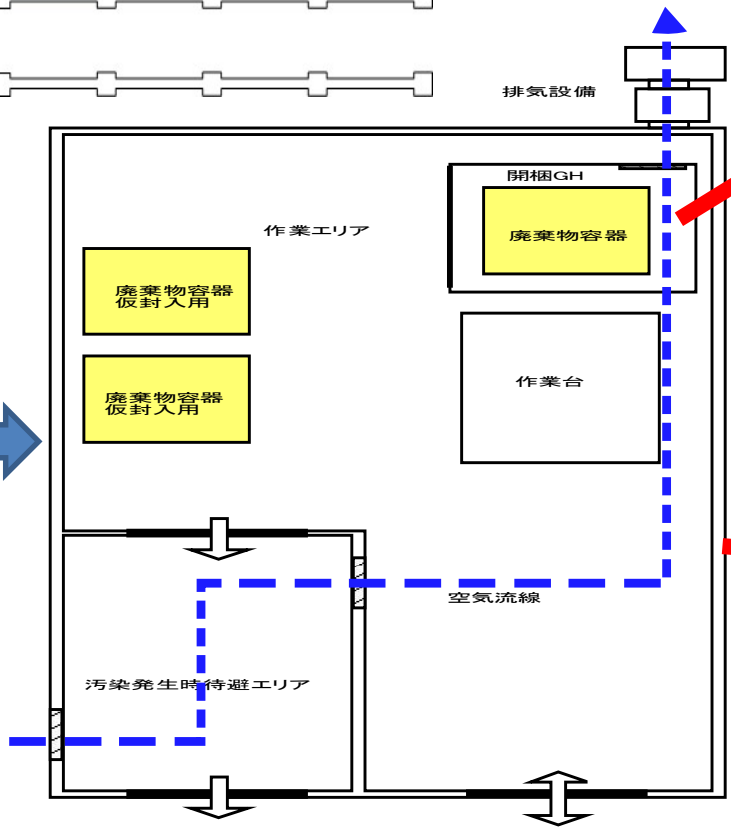 排気設備
開梱GH
作業エリア
廃棄物容器
廃棄物容器
仮封入用
作業台
廃棄物容器
仮封入用
空気流線
汚染発生時待避エリア